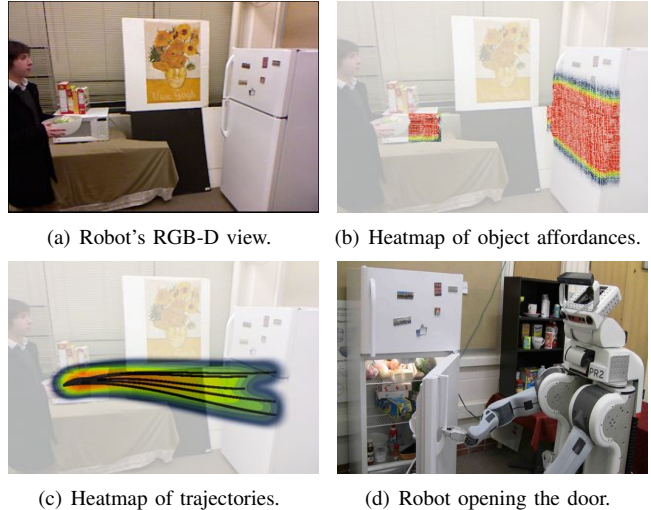 (a) Robot's RGB-D view.
(b) Heatmap of object affordances.
(c) Heatmap of trajectories.
(d) Robot opening the door.
PR2